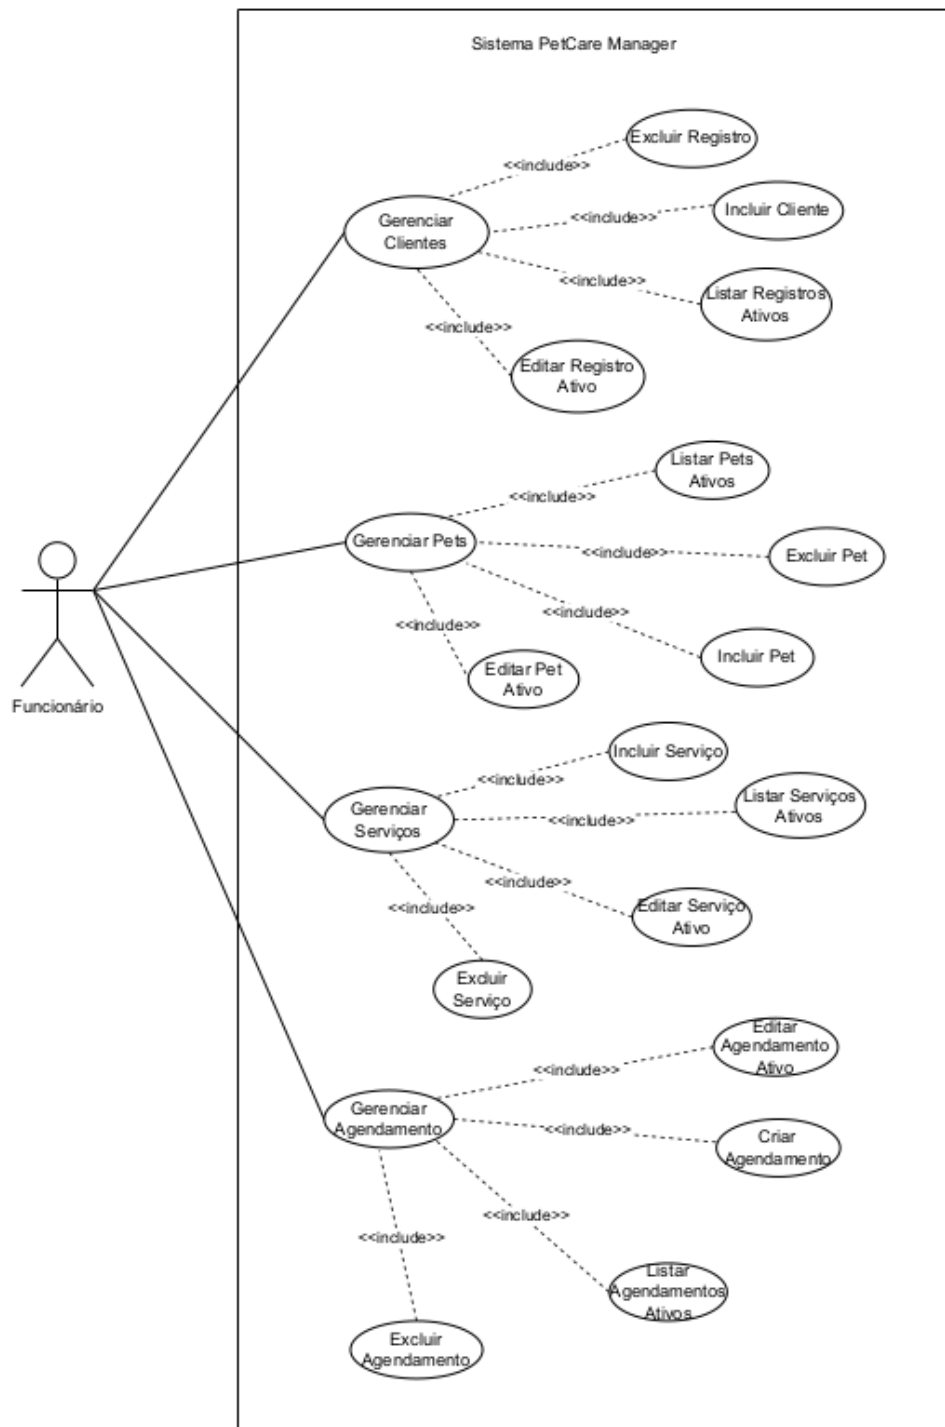 Sistema PetCare Manager
Excluir Registro
<<include>>
Incluir Cliente
<<include>>
Gerenciar
Clientes
<<include>>
Listar Registros
Ativos
<<include>>
Editar Registro
Ativo
Listar Pets
Ativos
<<include>>
Gerenciar Pets
<<include>>
Excluir Pet
<<include>>
<<include>>
Incluir Pet
Editar Pet
Ativo
Funcionário
Incluir Serviço
<<include>>
Gerenciar
Serviços
<<include>>
Listar Serviços
Ativos
<<include>>
<<include>>
Editar Serviço
Ativo
Excluir
Serviço
Editar
Agendamento
Ativo
<<include>>
Gerenciar
Agendamento
<<include>>
Criar
Agendamento
<<include>>
<<include>>
Listar
Agendamentos
Ativos
Excluir
Agendamento